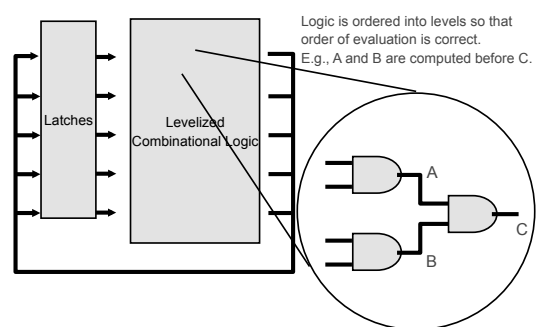 Logic is ordered into levels so that
order of evaluation is correct.
E.g., A and B are computed before C.
Latches
Levelized
Combinational Logic
A
C
B